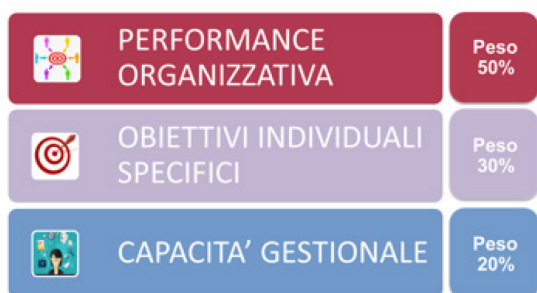 PERFORMANCE
ORGANIZZATIVA
Peso
50%
OBIETTIVI INDIVIDUALI
SPECIFICI
Peso
30%
CAPACITA’ GESTIONALE
Peso
20%